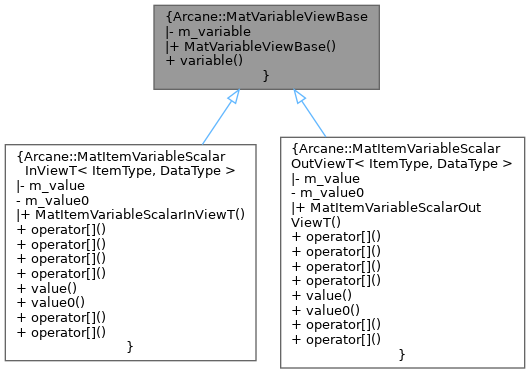 {Arcane::MatVariableViewBase
|- m_variable
|+ MatVariableViewBase()
+ variable()
}
{Arcane::MatItemVariableScalar
InViewT< ItemType, DataType >
|- m_value
- m_value0
|+ MatItemVariableScalarInViewT()
+ operator[]()
+ operator[]()
+ operator[]()
+ operator[]()
+ value()
+ value0()
+ operator[]()
+ operator[]()
}
{Arcane::MatItemVariableScalar
OutViewT< ItemType, DataType >
|- m_value
- m_value0
|+ MatItemVariableScalarOut
ViewT()
+ operator[]()
+ operator[]()
+ operator[]()
+ operator[]()
+ value()
+ value0()
+ operator[]()
+ operator[]()
}